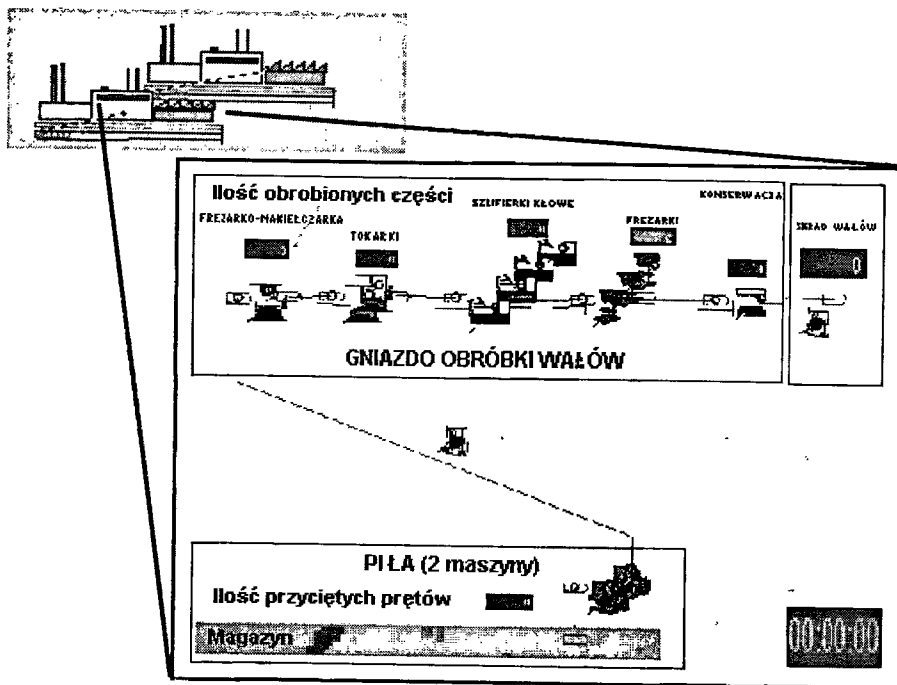 Ilość obrobionych części
KONSERWACJA
SZLIFIERKI KŁOWE
FREZARKO-NAKIEŁCZARKA
FREZARKI
SKŁAD WAŁÓW
TOKARKI
0
GNIAZDO OBRÓBKI WAŁÓW
PIŁA (2 maszyny)
Ilość przyciętych prętów
Magazyn
00:00:00